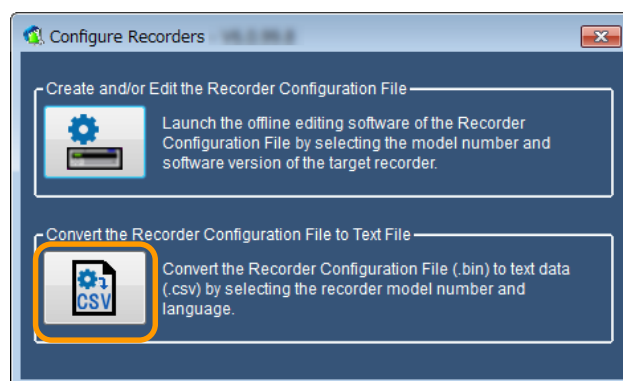 Configure Recorders
Create and/or Edit the Recorder Configuration File
Launch the offline editing software of the Recorder
Configuration File by selecting the model number and
software version of the target recorder.
Convert the Recorder Configuration File to Text File
Convert the Recorder Configuration File (.bin) to text data
(.csv) by selecting the recorder model number and
language.
CSV